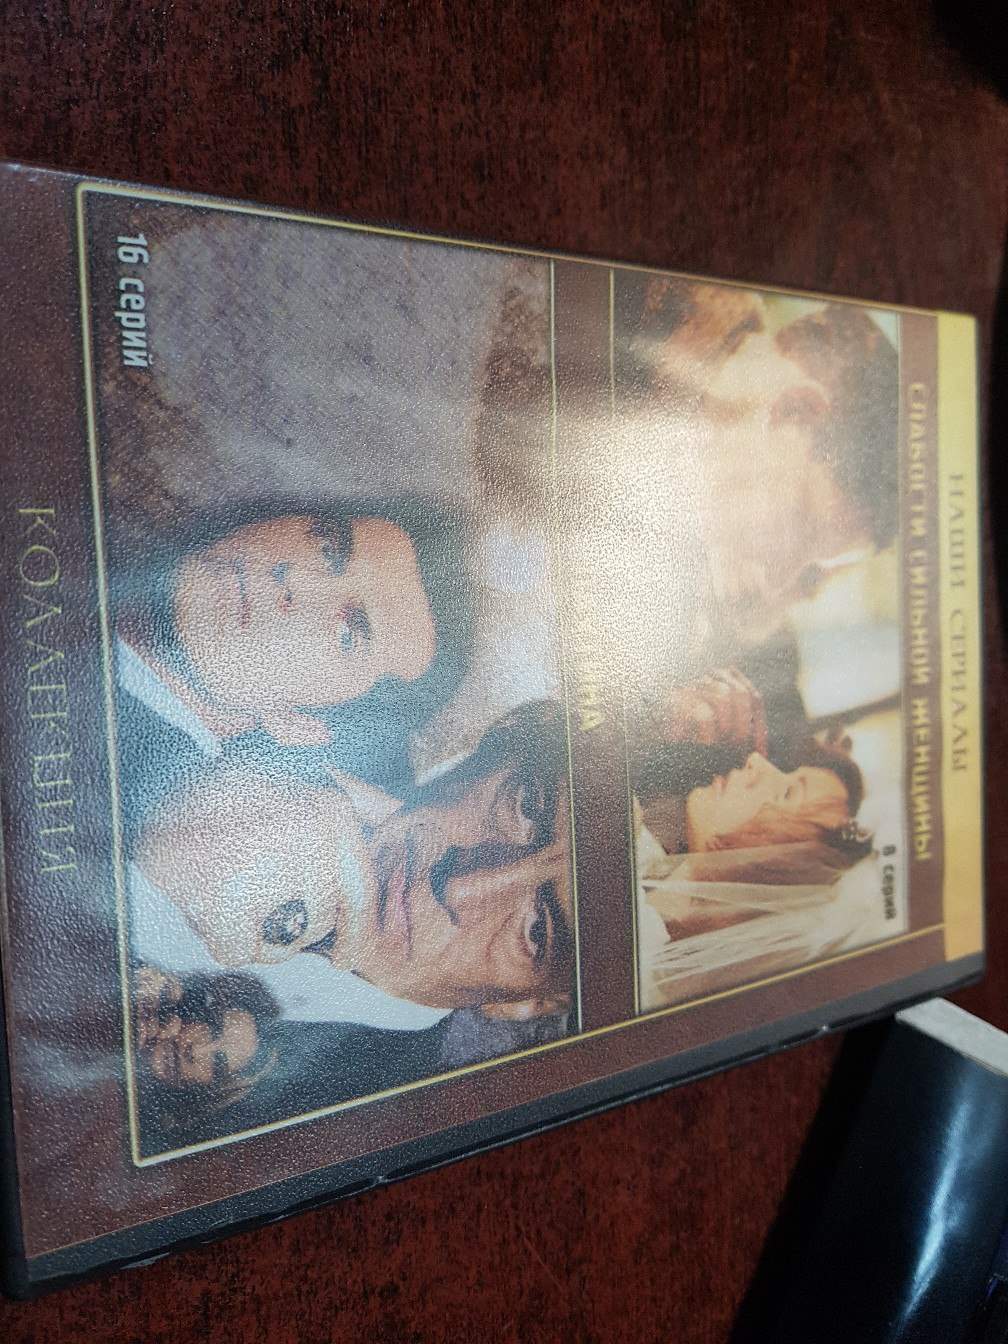 НАШИ СЕРИАЛЫ
СЛАБОСТИ СИЛЬНОЙ ЖЕНЩИНЫ
8 серий
16 серий
КОЛЛЕКЦИЯ